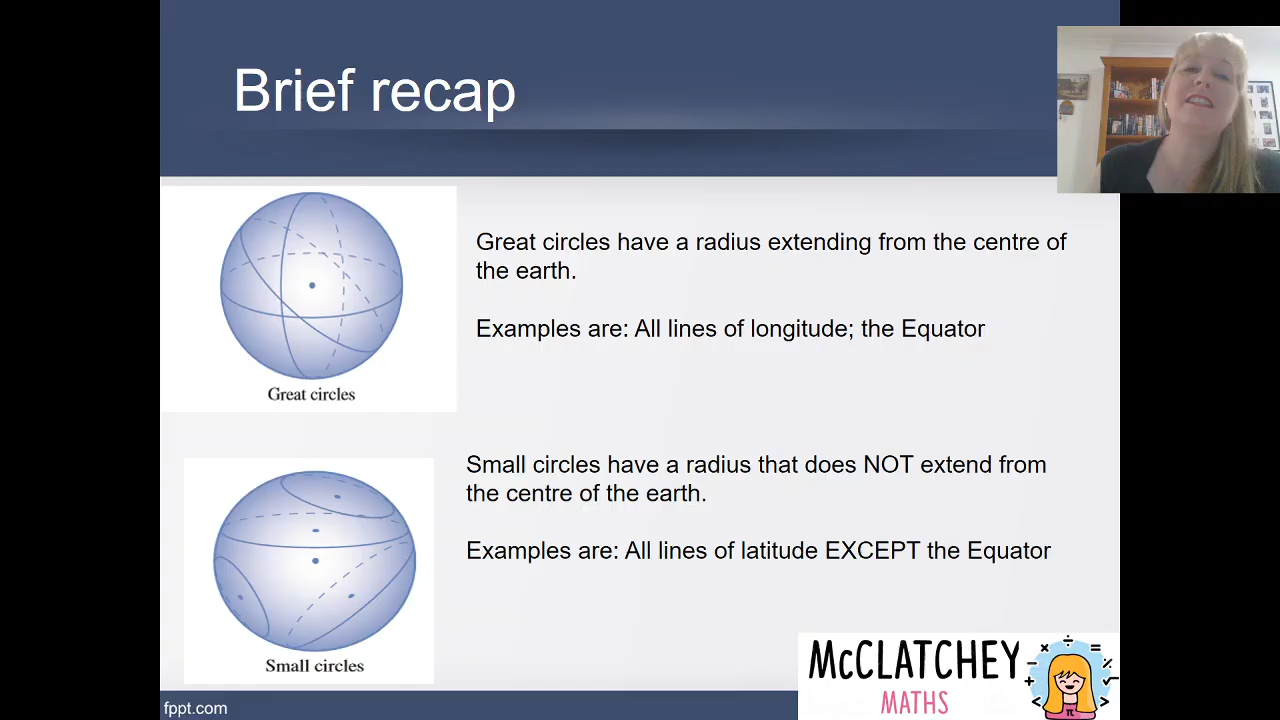 Brief recap
Great circles have a radius extending from the centre of
the earth.
Examples are: All lines of longitude; the Equator
Great circles
Small circles have a radius that does NOT extend from
the centre of the earth.
Examples are: All lines of latitude EXCEPT the Equator
Small circles
McCLATCHEY
MATHS
fppt.com